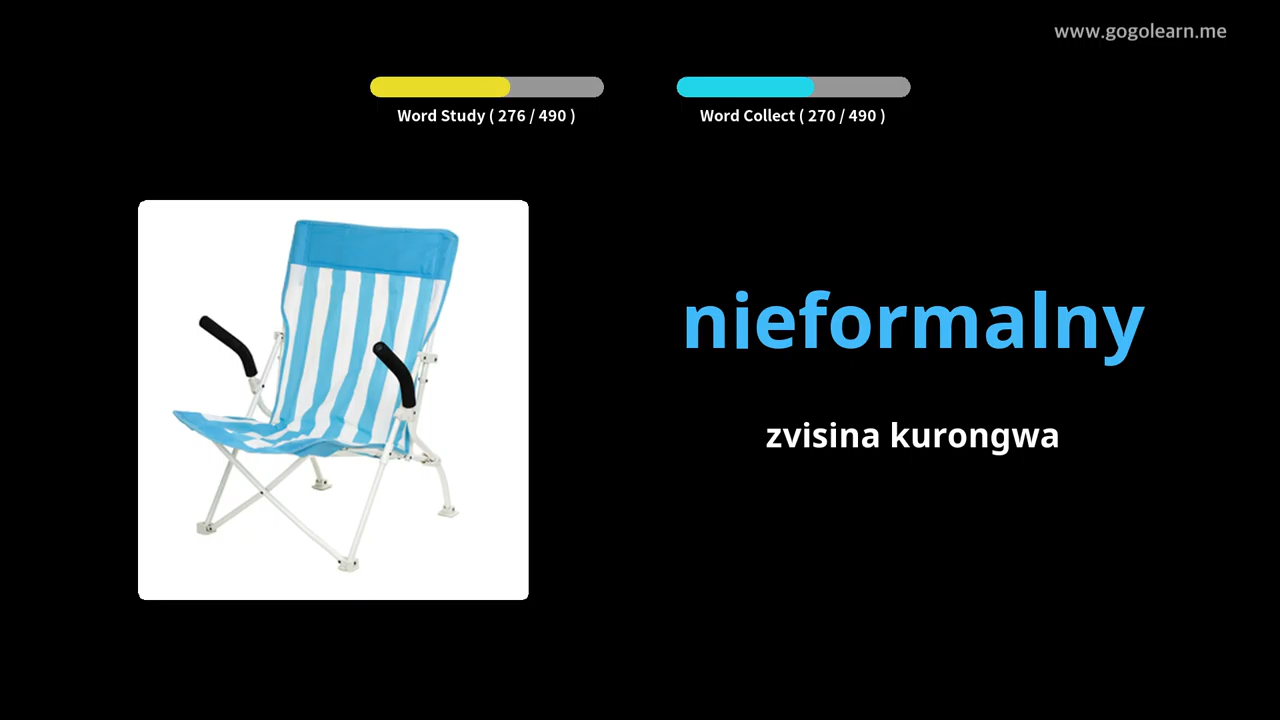 www.gogolearn.me
Word Study ( 276 / 490 )
Word Collect ( 270 / 490 )
nieformalny
zvisina kurongwa